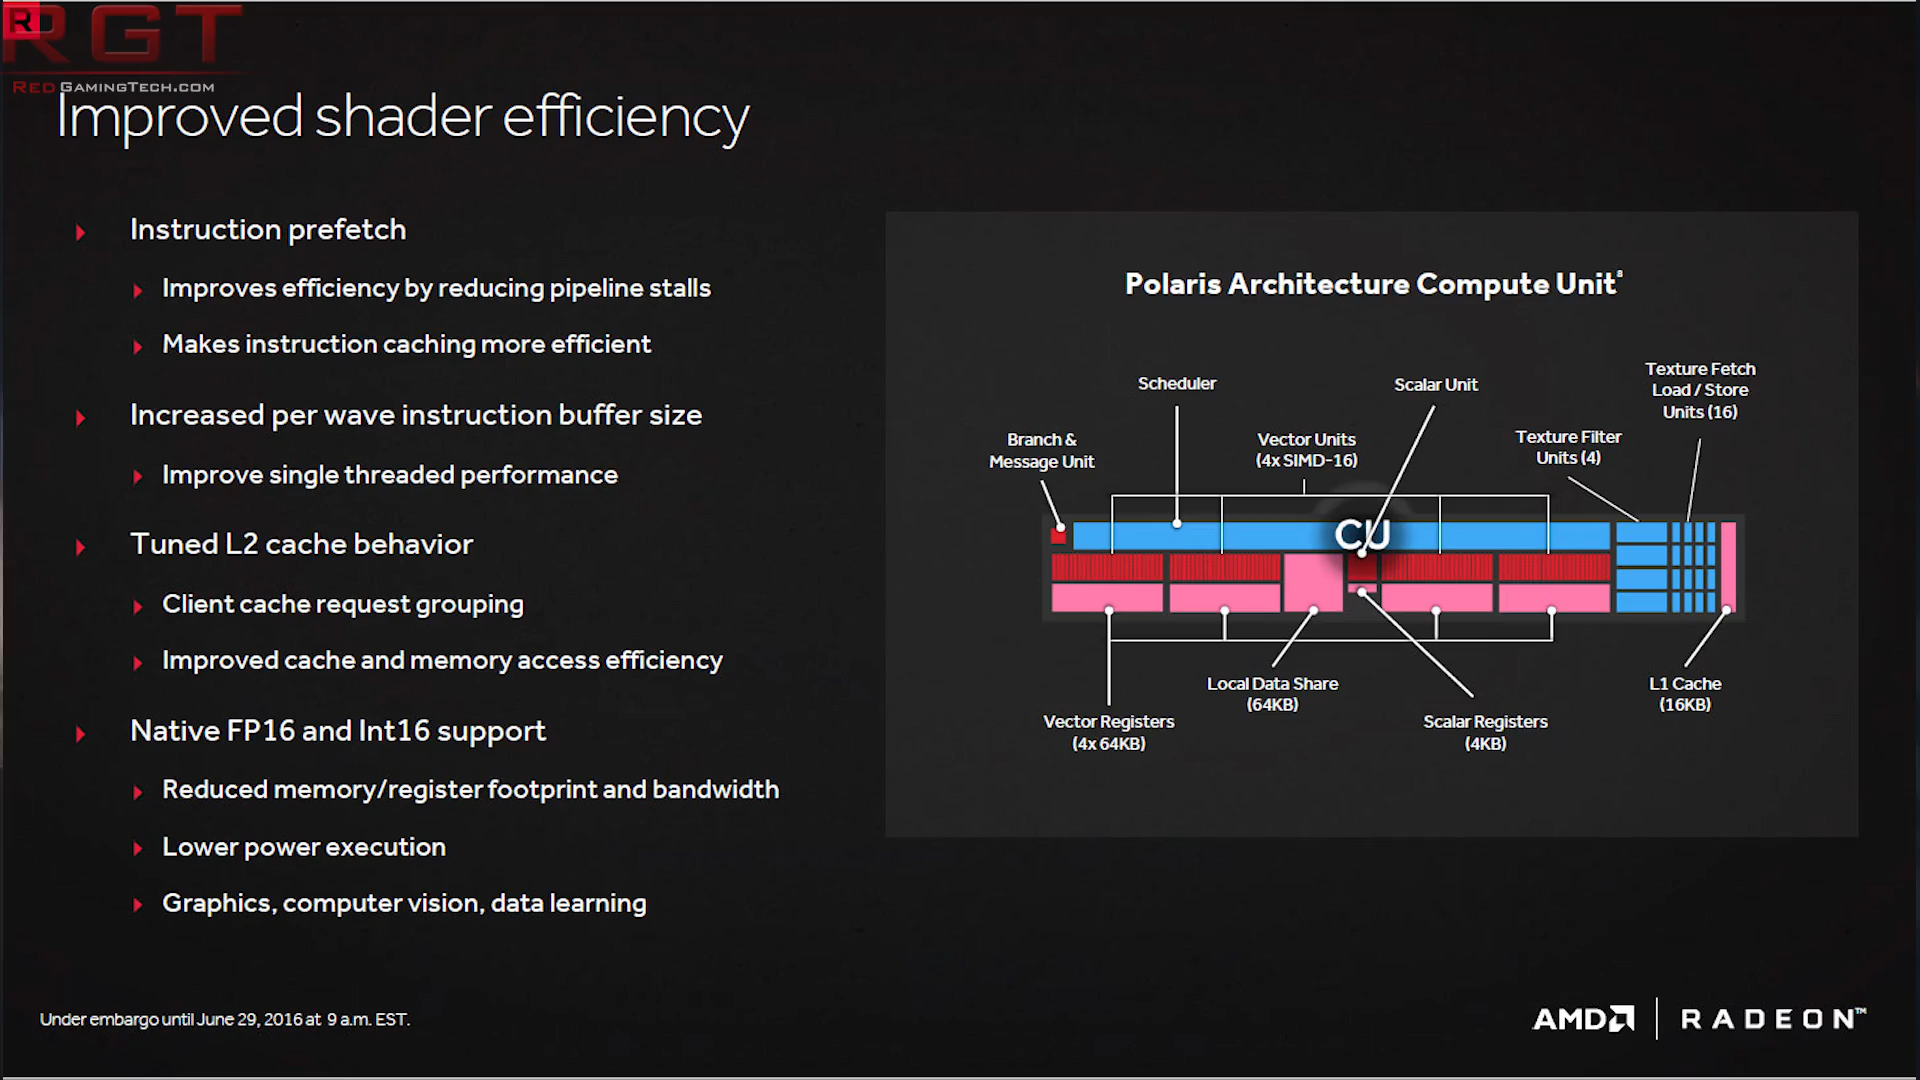 R
RGT
REDGAMINGTECH.COM
Improved shader efficiency
Instruction prefetch
Improves efficiency by reducing pipeline stalls
Makes instruction caching more efficient
Increased per wave instruction buffer size
Improve single threaded performance
Tuned L2 cache behavior
Client cache request grouping
Improved cache and memory access efficiency
Native FP16 and Int16 support
Reduced memory/register footprint and bandwidth
Lower power execution
Graphics, computer vision, data learning
Polaris Architecture Compute Unit⁸
Scheduler
Scalar Unit
Texture Fetch
Load / Store
Units (16)
Branch &
Message Unit
Vector Units
(4x SIMD-16)
Texture Filter
Units (4)
CU
Local Data Share
(64KB)
L1 Cache
(16KB)
Vector Registers
(4x 64KB)
Scalar Registers
(4KB)
Under embargo until June 29, 2016 at 9 a.m. EST.
AMD RADEON™